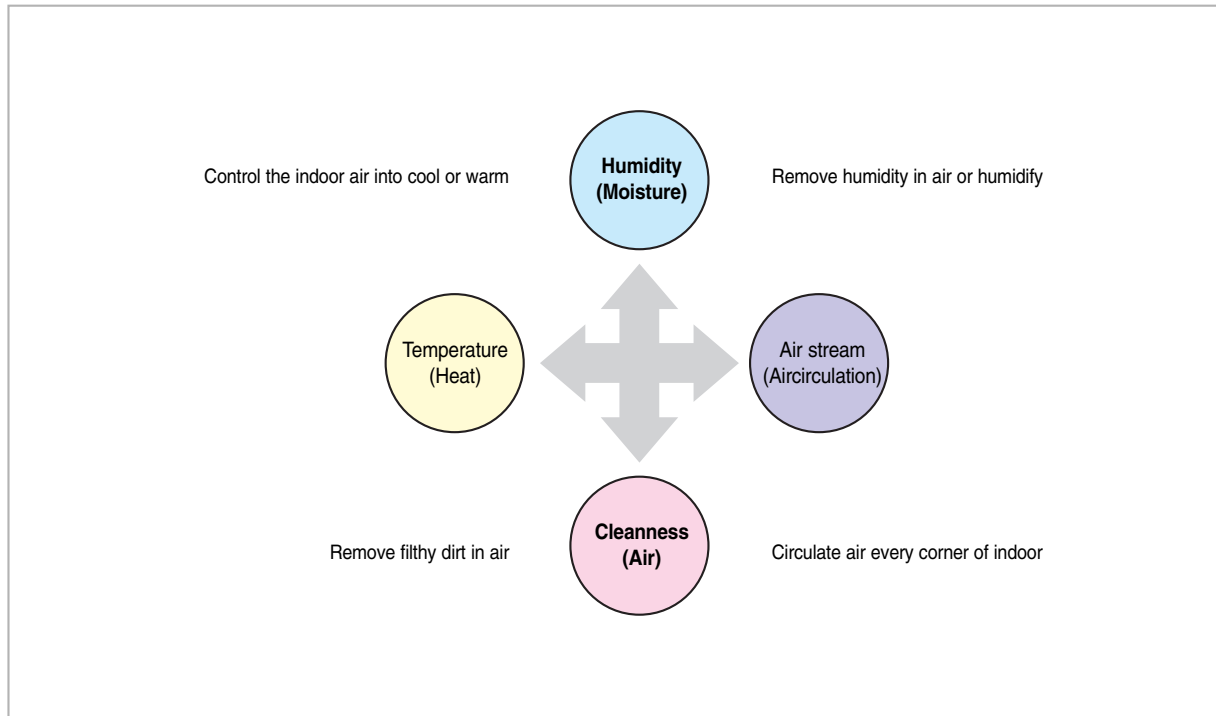 Humidity
(Moisture)
Control the indoor air into cool or warm
Remove humidity in air or humidify
Temperature
(Heat)
Air stream
(Aircirculation)
Cleanness
(Air)
Remove filthy dirt in air
Circulate air every corner of indoor